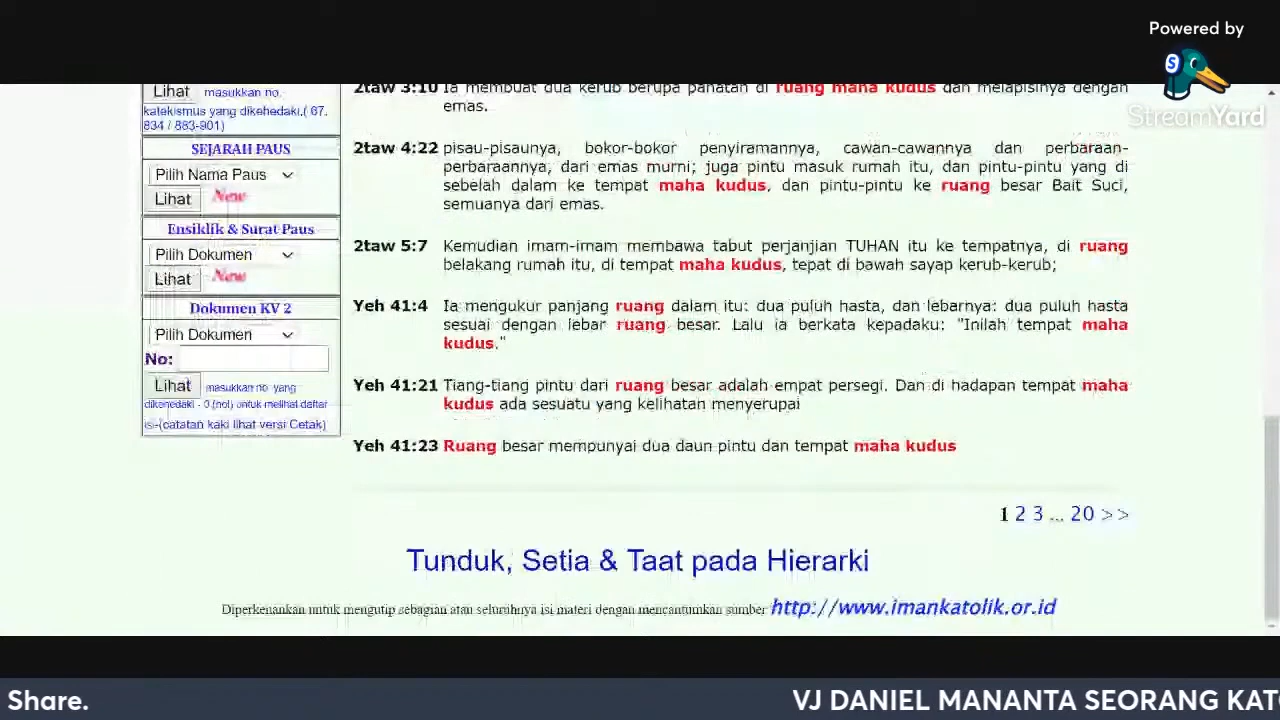 Powered by
StreamYard
Lihat masukkan no.
katekismus yang dikehedaki.( 67.
834 / 883-901)
SEJARAH PAUS
Pilih Nama Paus
Lihat New
Ensiklik & Surat Paus
Pilih Dokumen
Lihat New
Dokumen KV 2
Pilih Dokumen
No:
Lihat masukkan no. yang
dikehedaki - 0 (nol) untuk melihat daftar
isi-(catatan kaki lihat versi Cetak)
2taw 3:10 Ia membuat dua kerub berupa pahatan di ruang maha kudus dan melapisinya dengan
emas.
2taw 4:22 pisau-pisaunya, bokor-bokor penyiramannya, cawan-cawannya dan perbaraan-
perbaraannya, dari emas murni; juga pintu masuk rumah itu, dan pintu-pintu yang di
sebelah dalam ke tempat maha kudus, dan pintu-pintu ke ruang besar Bait Suci,
semuanya dari emas.
2taw 5:7 Kemudian imam-imam membawa tabut perjanjian TUHAN itu ke tempatnya, di ruang
belakang rumah itu, di tempat maha kudus, tepat di bawah sayap kerub-kerub;
Yeh 41:4 Ia mengukur panjang ruang dalam itu: dua puluh hasta, dan lebarnya: dua puluh hasta
sesuai dengan lebar ruang besar. Lalu ia berkata kepadaku: "Inilah tempat maha
kudus."
Yeh 41:21 Tiang-tiang pintu dari ruang besar adalah empat persegi. Dan di hadapan tempat maha
kudus ada sesuatu yang kelihatan menyerupai
Yeh 41:23 Ruang besar mempunyai dua daun pintu dan tempat maha kudus
1 2 3 ... 20 > >
Tunduk, Setia & Taat pada Hierarki
Diperkenankan untuk mengutip sebagian atau seluruhnya isi materi dengan mencantumkan sumber http://www.imankatolik.or.id
Share. VJ DANIEL MANANTA SEORANG KAT